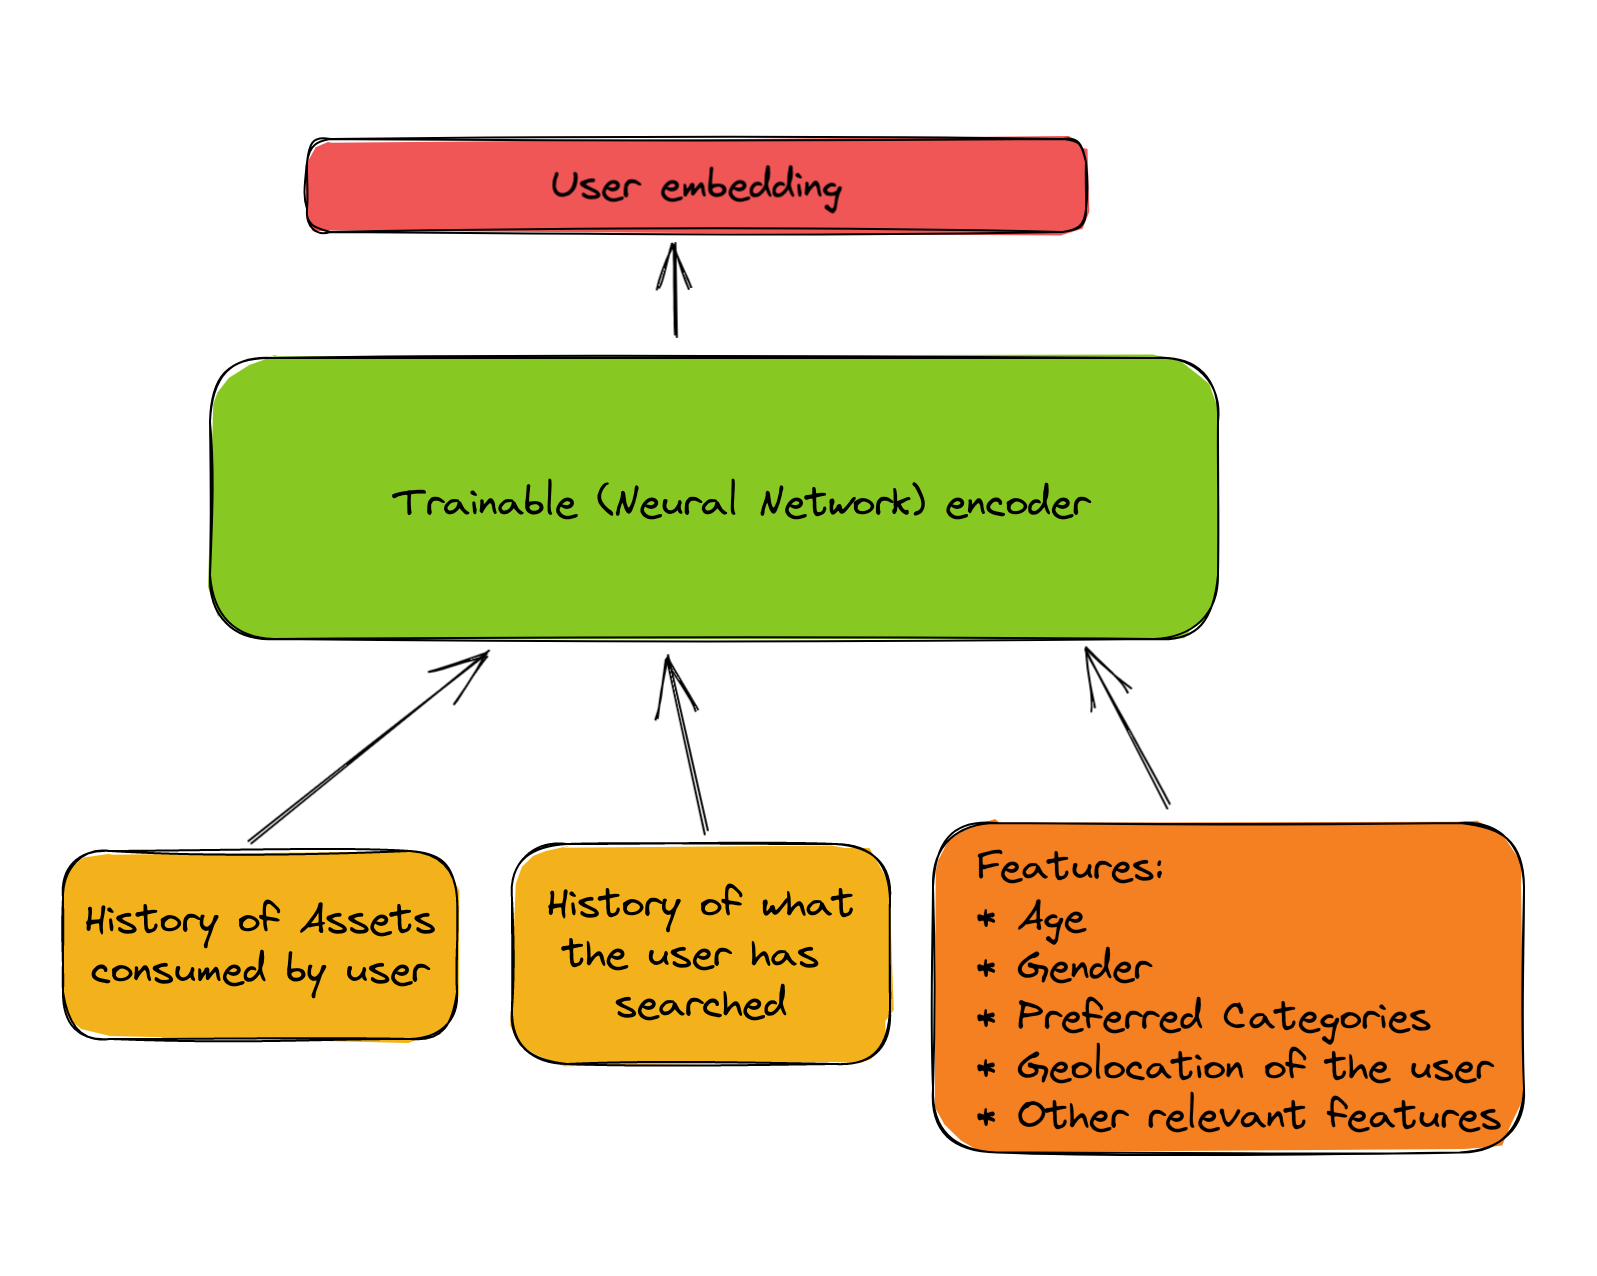 User embedding
Trainable (Neural Network) encoder
History of Assets
consumed by user
History of what
the user has
searched
Features:
* Age
* Gender
* Preferred Categories
* Geolocation of the user
* Other relevant features